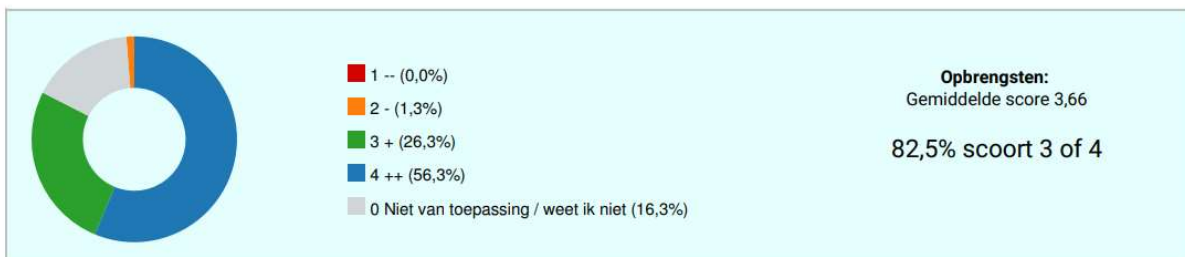 1 -- (0,0%)
2 - (1,3%)
3 + (26,3%)
4 ++ (56,3%)
0 Niet van toepassing / weet ik niet (16,3%)
Opbrengsten:
Gemiddelde score 3,66
82,5% scoort 3 of 4